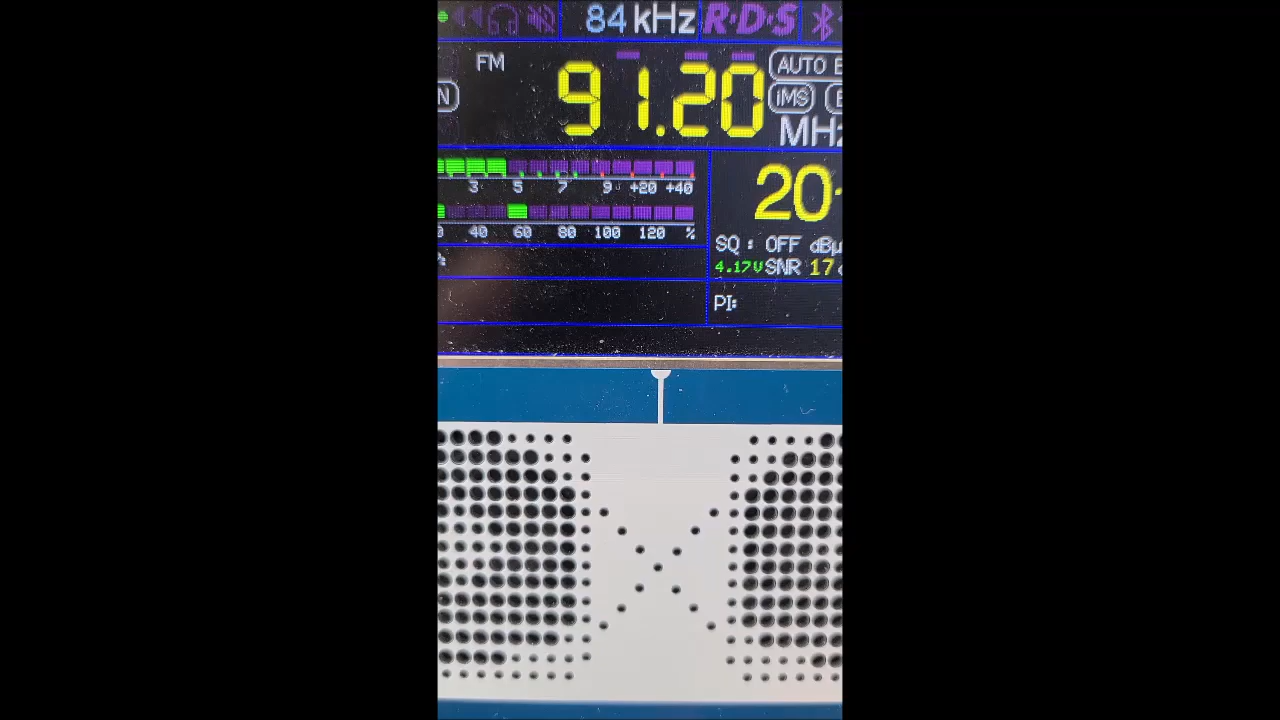 84 kHz R·D·S
FM 91.20 MHz
AUTO
iMS
3 5 7 9 +20 +40
20
40 60 80 100 120 %
SQ : OFF dBµ
4.17V SNR 17
PI: